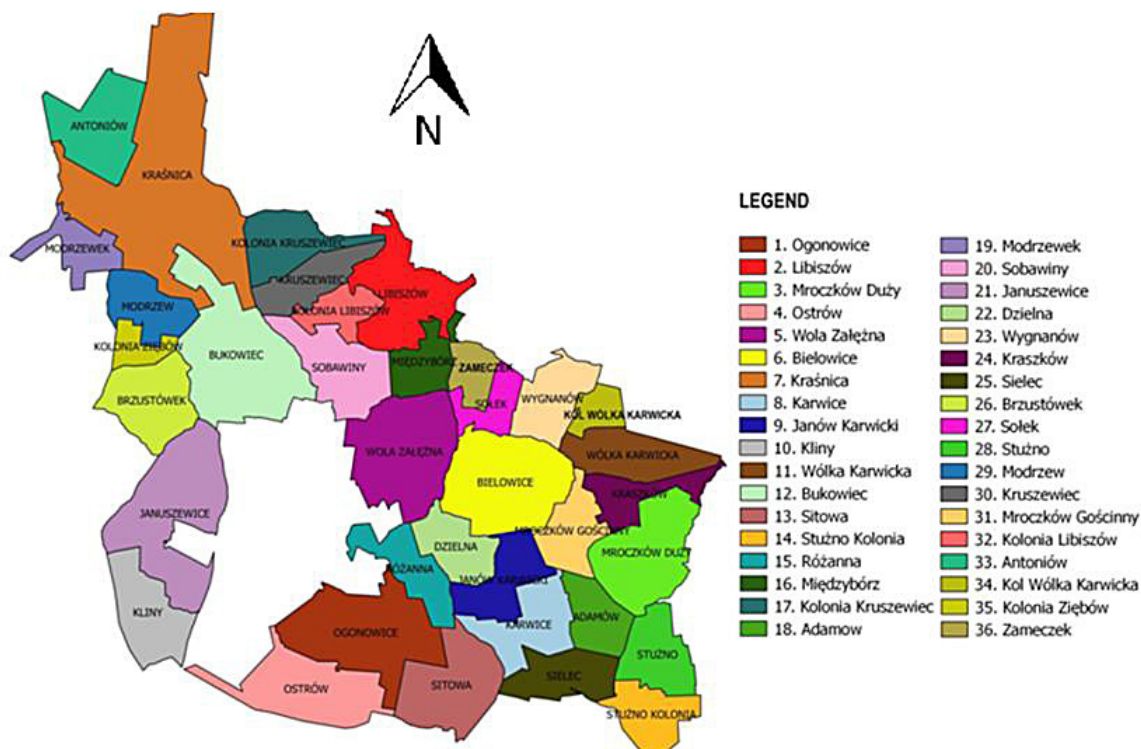 N
ANTONIÓW
KRAŚNICA
MODRZEWEK
KOLONIA KRUSZEWIEC
KRUSZEWIEC
LIBISZÓW
KOLONIA LIBISZÓW
MODRZEW
KOLONIA ZIĘBÓW
BUKOWIEC
SOBAWINY
MIĘDZYBÓRZ
ZAMECZEK
BRZUSTÓWEK
SOŁEK
WYGNANÓW
KOL WÓLKA KARWICKA
WOLA ZAŁĘŻNA
WÓLKA KARWICKA
BIELOWICE
KRASZKÓW
JANUSZEWICE
MROCZKÓW GOŚCINNY
DZIELNA
MROCZKÓW DUŻY
RÓŻANNA
JANÓW KARWICKI
KLINY
ADAMÓW
KARWICE
OGONOWICE
STUŻNO
SIELEC
OSTRÓW
SITOWA
STUŻNO KOLONIA
LEGEND
1. Ogonowice
2. Libiszów
3. Mroczków Duży
4. Ostrów
5. Wola Załężna
6. Bielowice
7. Kraśnica
8. Karwice
9. Janów Karwicki
10. Kliny
11. Wólka Karwicka
12. Bukowiec
13. Sitowa
14. Stużno Kolonia
15. Różanna
16. Międzybórz
17. Kolonia Kruszewiec
18. Adamow
19. Modrzewek
20. Sobawiny
21. Januszewice
22. Dzielna
23. Wygnanów
24. Kraszków
25. Sielec
26. Brzustówek
27. Sołek
28. Stużno
29. Modrzew
30. Kruszewiec
31. Mroczków Gościnny
32. Kolonia Libiszów
33. Antoniów
34. Kol Wólka Karwicka
35. Kolonia Ziębów
36. Zameczek